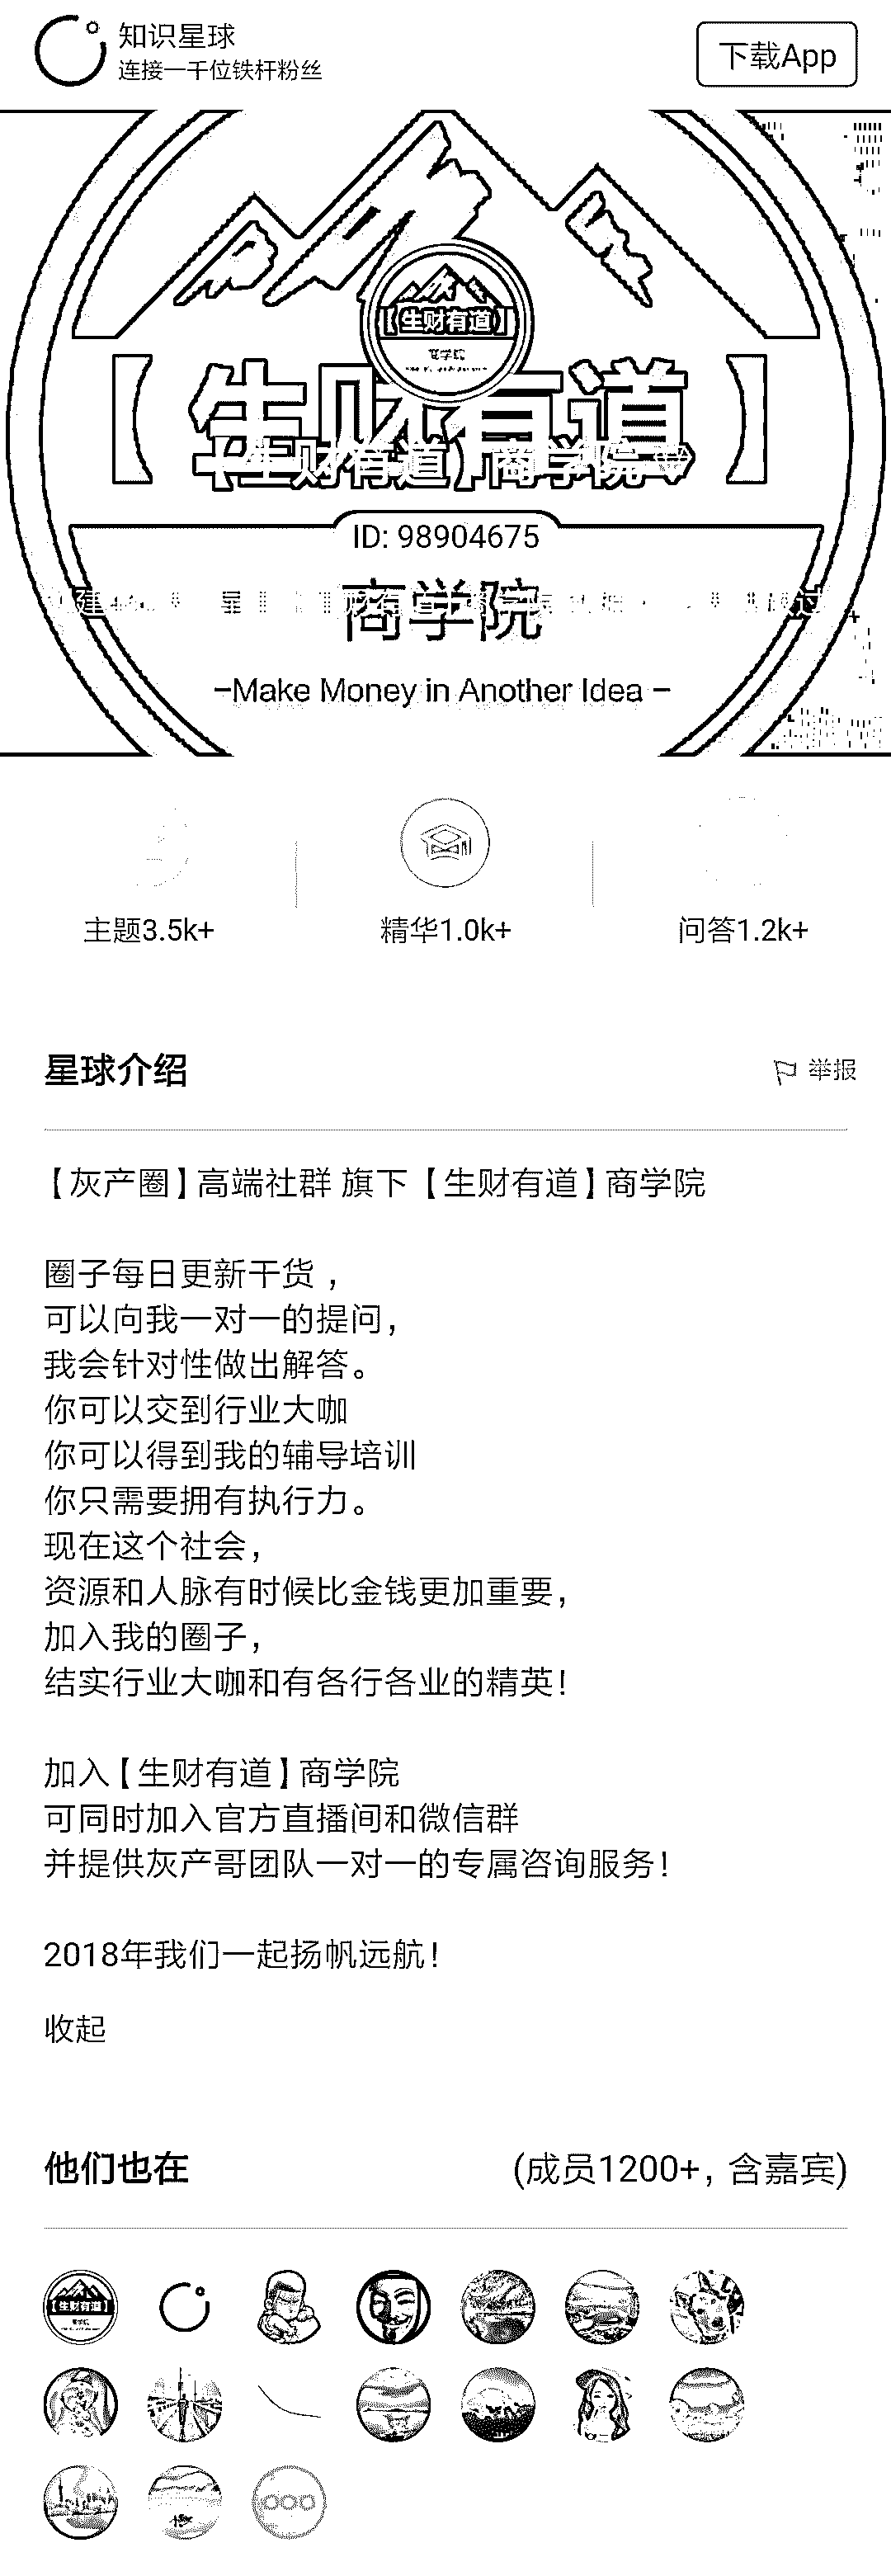 知识星球
连接一千位铁杆粉丝
下载App
【生财有道】
商学院
【生财有道】
【生财有道】商学院
ID: 98904675
商学院
-Make Money in Another Idea -
主题3.5k+
精华1.0k+
问答1.2k+
星球介绍
举报
【灰产圈】高端社群 旗下【生财有道】商学院
圈子每日更新干货 ，
可以向我一对一的提问，
我会针对性做出解答。
你可以交到行业大咖
你可以得到我的辅导培训
你只需要拥有执行力。
现在这个社会，
资源和人脉有时候比金钱更加重要，
加入我的圈子，
结实行业大咖和有各行各业的精英！
加入【生财有道】商学院
可同时加入官方直播间和微信群
并提供灰产哥团队一对一的专属咨询服务！
2018年我们一起扬帆远航！
收起
他们也在
(成员1200+, 含嘉宾)
【生财有道】